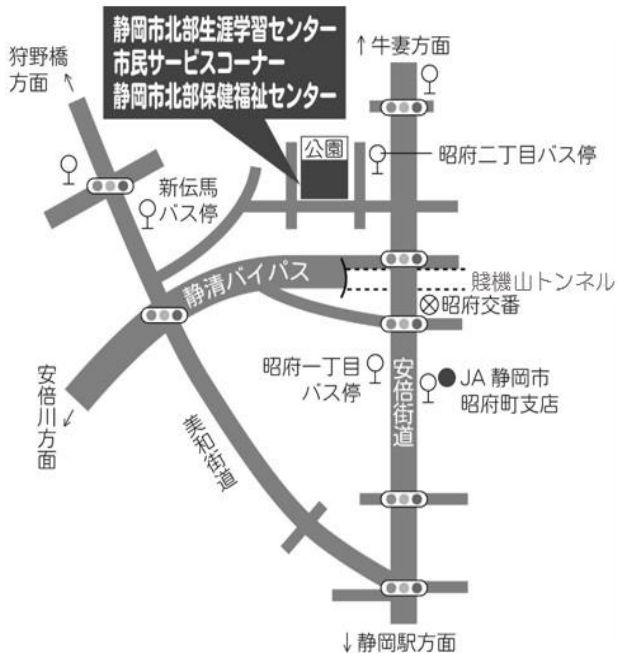 静岡市北部生涯学習センター
市民サービスコーナー
静岡市北部保健福祉センター
↑牛妻方面
狩野橋
方面
公園
昭府二丁目バス停
新伝馬
バス停
静清バイパス
賤機山トンネル
昭府交番
昭府一丁目
バス停
安倍街道
JA 静岡市
昭府町支店
安倍川方面
美和街道
↓静岡駅方面